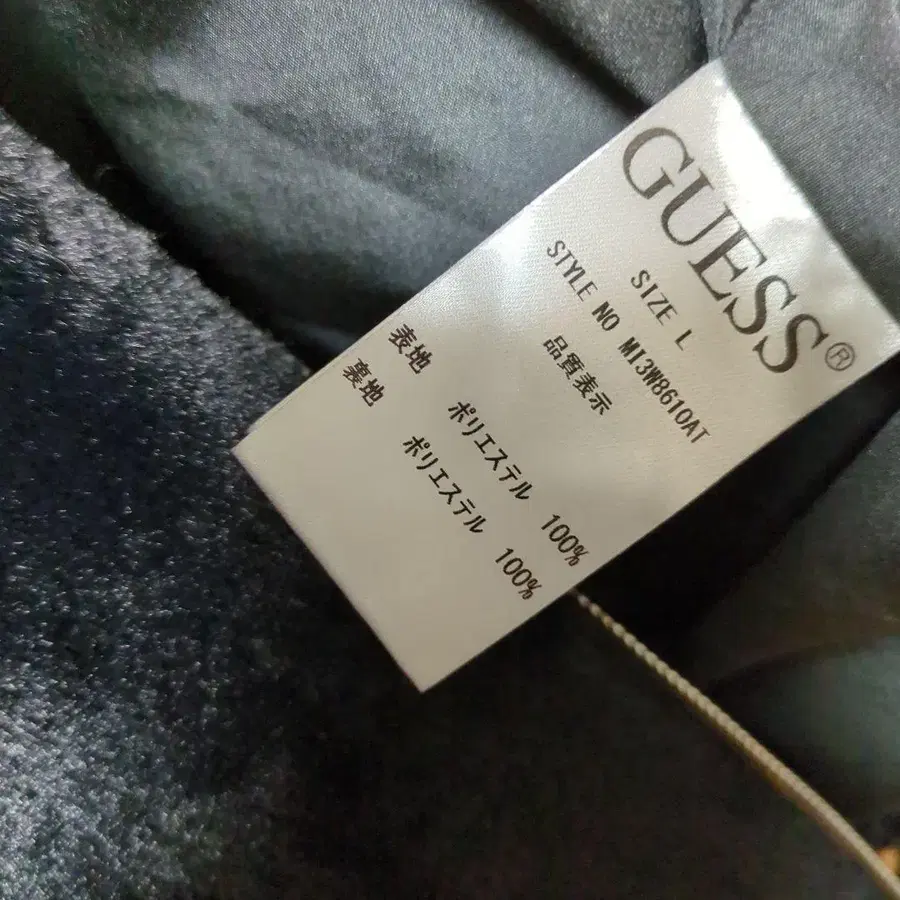 GUESS®
SIZE L
STYLE NO MI3W8610AT
品質表示
表地 ポリエステル 100%
裏地 ポリエステル 100%